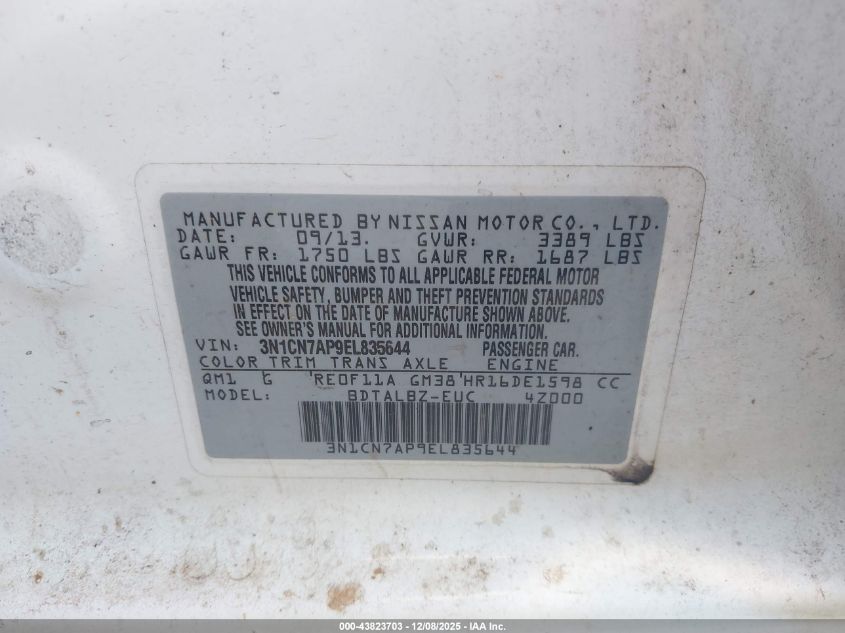 MANUFACTURED BY NISSAN MOTOR CO., LTD.
DATE: 09/13. GVWR: 3389 LBS
GAWR FR: 1750 LBS GAWR RR: 1687 LBS
THIS VEHICLE CONFORMS TO ALL APPLICABLE FEDERAL MOTOR
VEHICLE SAFETY, BUMPER AND THEFT PREVENTION STANDARDS
IN EFFECT ON THE DATE OF MANUFACTURE SHOWN ABOVE.
SEE OWNER'S MANUAL FOR ADDITIONAL INFORMATION
VIN: 3N1CN7AP9EL835644 PASSENGER CAR.
COLOR TRIM TRANS AXLE ENGINE
QM1 G 'RE0F11A GM38'HR16DE1598 CC
MODEL: BDTALBZ-EUC 4Z000
3N1CN7AP9EL835644
000-43823703 - 12/08/2025 - IAA Inc.